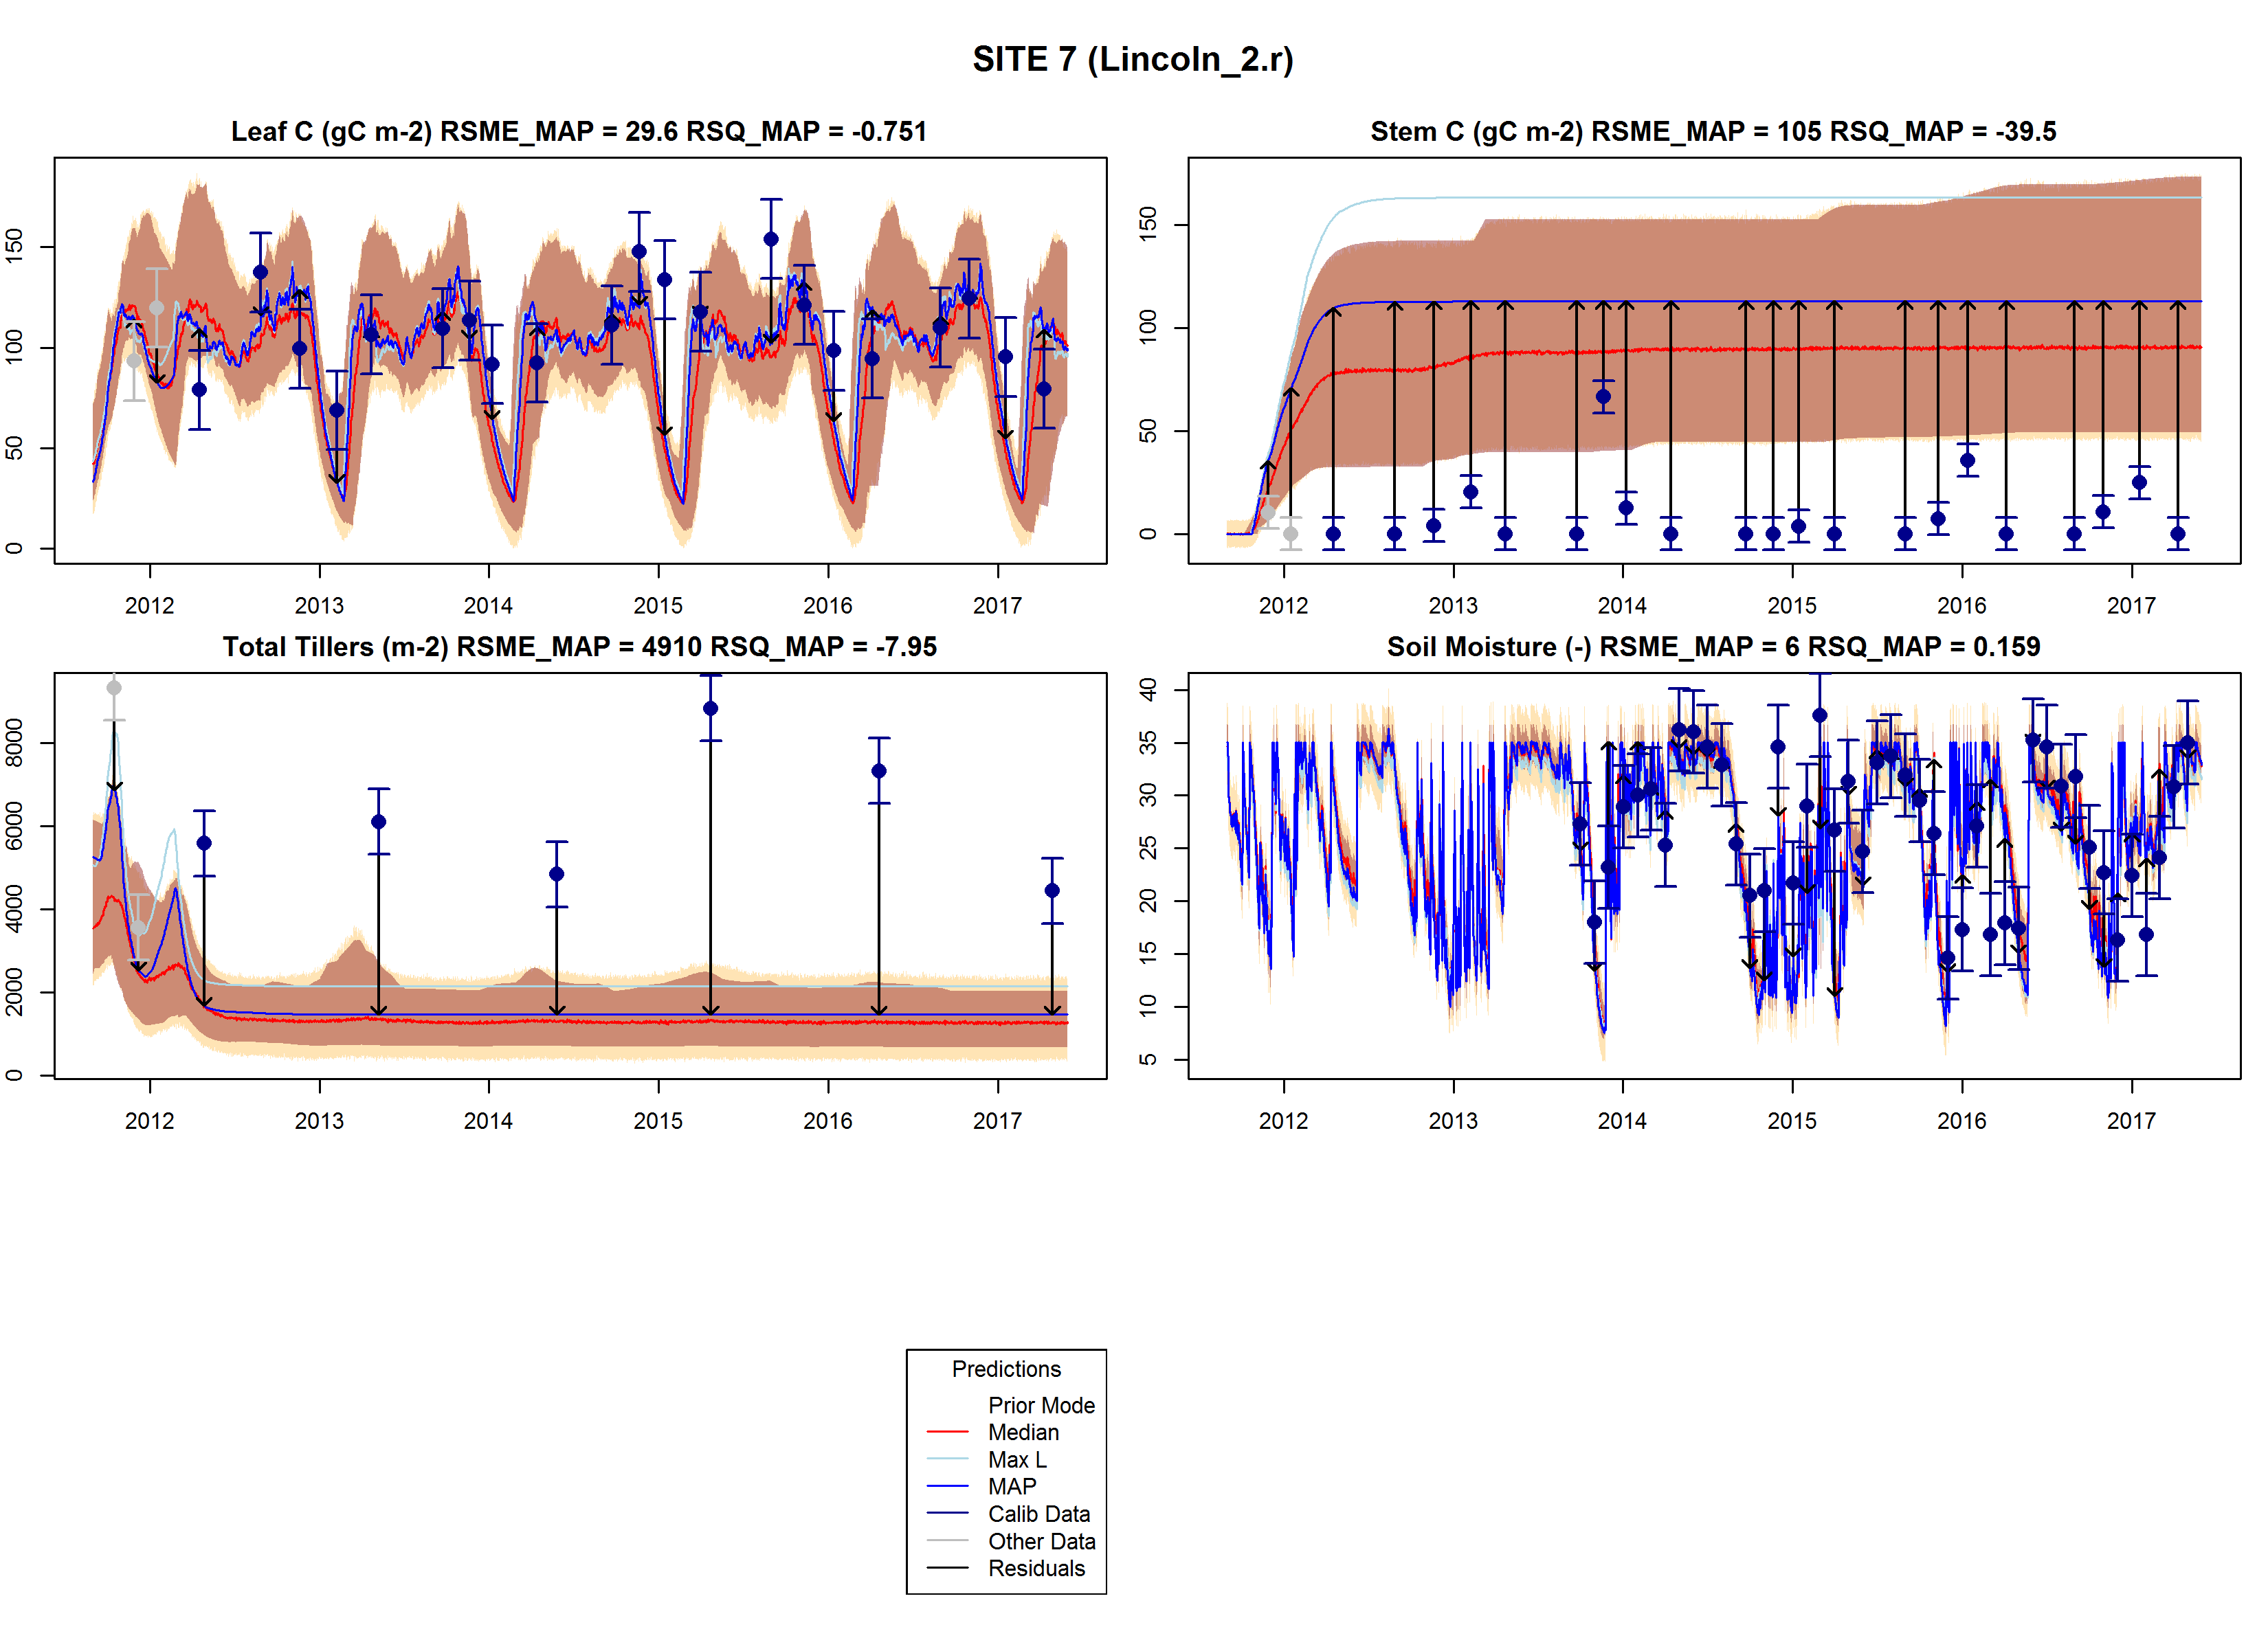 SITE 7 (Lincoln_2.r)
Leaf C (gC m-2) RSME_MAP = 29.6 RSQ_MAP = -0.751
0 50 100 150
2012 2013 2014 2015 2016 2017
Stem C (gC m-2) RSME_MAP = 105 RSQ_MAP = -39.5
0 50 100 150
2012 2013 2014 2015 2016 2017
Total Tillers (m-2) RSME_MAP = 4910 RSQ_MAP = -7.95
0 2000 4000 6000 8000
2012 2013 2014 2015 2016 2017
Soil Moisture (-) RSME_MAP = 6 RSQ_MAP = 0.159
5 10 15 20 25 30 35 40
2012 2013 2014 2015 2016 2017
Predictions
Prior Mode
Median
Max L
MAP
Calib Data
Other Data
Residuals